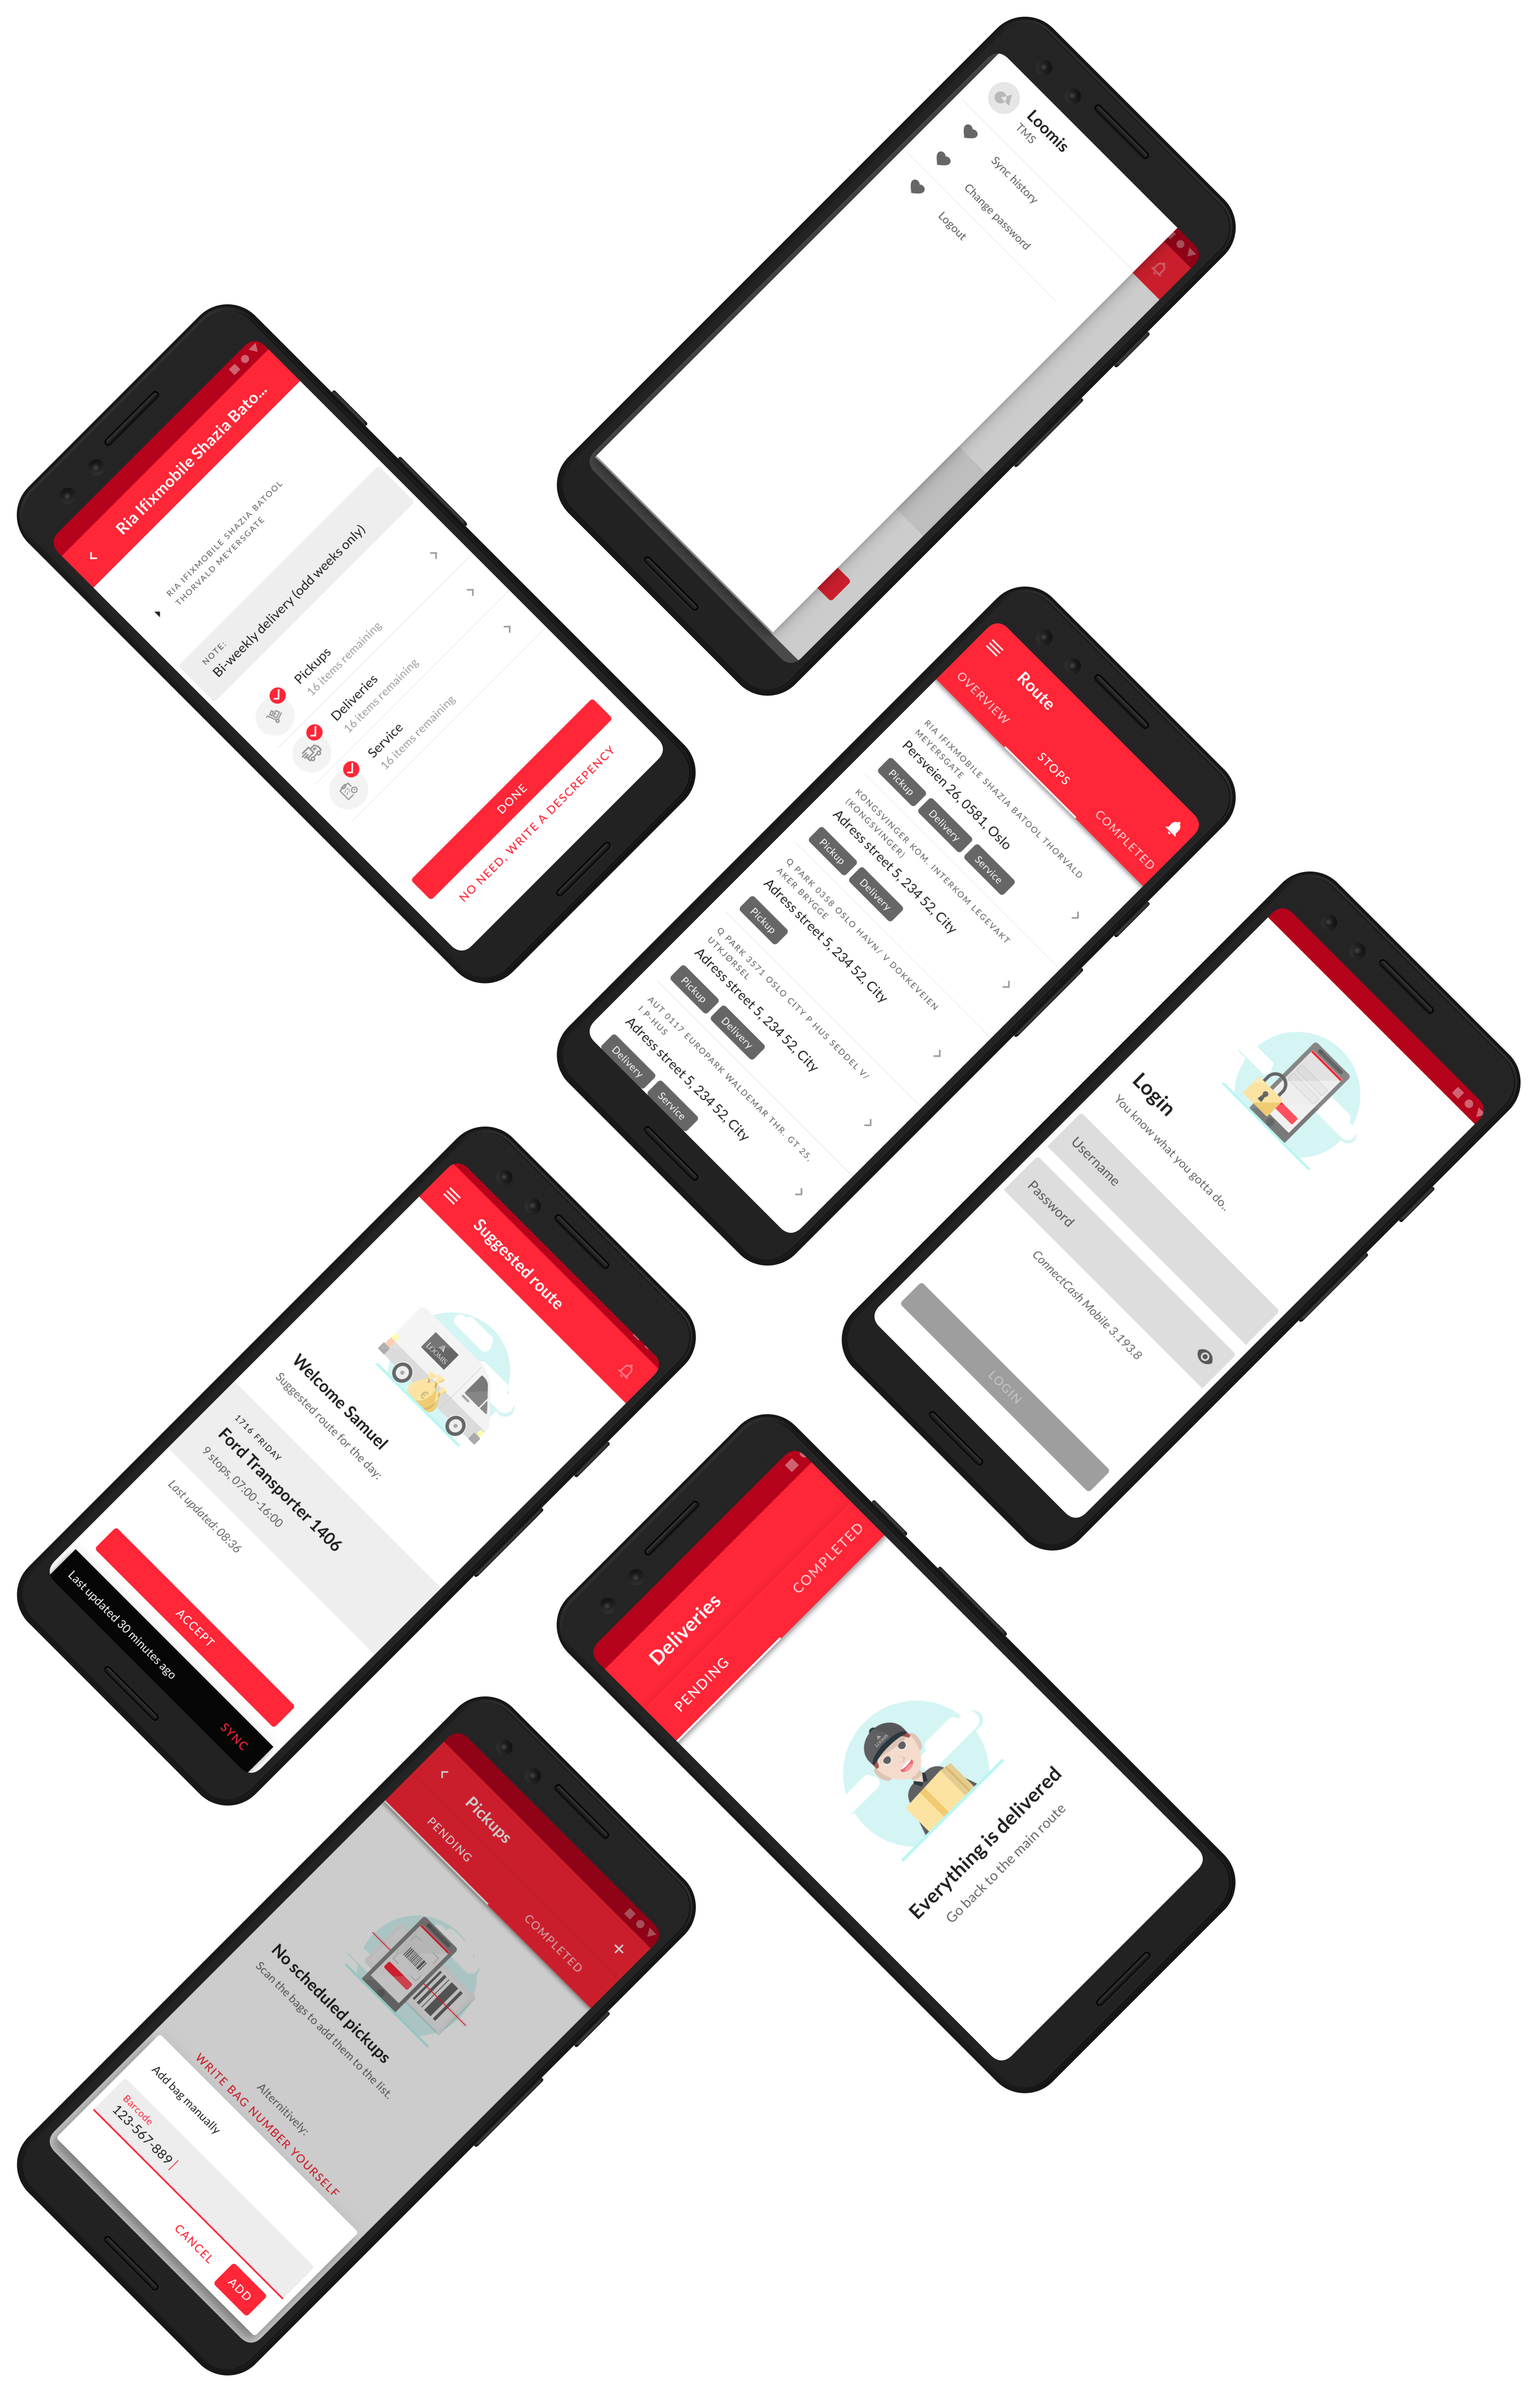 Loomis
TMS
Sync history
Change password
Logout
Ria Ifixmobile Shazia Bato...
RIA IFIXMOBILE SHAZIA BATOOL
THORVALD MEYERSGATE
NOTE:
Bi-weekly delivery (odd weeks only)
Pickups
16 items remaining
Deliveries
16 items remaining
Service
16 items remaining
DONE
NO NEED, WRITE A DESCREPENCY
Route
OVERVIEW
STOPS
COMPLETED
RIA IFIXMOBILE SHAZIA BATOOL THORVALD
MEYERSGATE
Persveien 26, 0581, Oslo
Pickup
Delivery
Service
KONGSVINGER KOM. INTERKOM LEGEVAKT
(KONGSVINGER)
Adress street 5, 234 52, City
Pickup
Delivery
Q PARK 0358 OSLO HAVN/ V DOKKEVEIEN
AKER BRYGGE
Adress street 5, 234 52, City
Pickup
Q PARK 3571 OSLO CITY P HUS SEDDEL V/
UTKJØRSEL
Adress street 5, 234 52, City
Pickup
Delivery
AUT 0117 EUROPARK WALDEMAR THR. GT 25,
I P-HUS
Adress street 5, 234 52, City
Delivery
Service
Login
You know what you gotta do..
Username
Password
ConnectCash Mobile 3.193.8
LOGIN
Suggested route
LOOMIS
Welcome Samuel
Suggested route for the day:
1716 FRIDAY
Ford Transporter 1406
9 stops, 07:00 -16:00
Last updated: 08:36
ACCEPT
Last updated 30 minutes ago
SYNC
Deliveries
PENDING
COMPLETED
LOOMIS
Everything is delivered
Go back to the main route
Pickups
PENDING
COMPLETED
No scheduled pickups
Scan the bags to add them to the list.
Alternitively:
WRITE BAG NUMBER YOURSELF
Add bag manually
Barcode
123-567-889
CANCEL
ADD